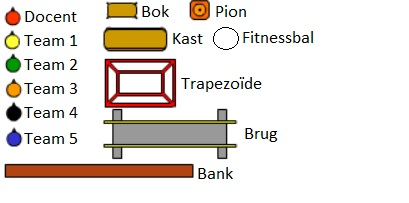 Docent
Team 1
Team 2
Team 3
Team 4
Team 5
Bok
Pion
Kast
Fitnessbal
Trapezoïde
Brug
Bank